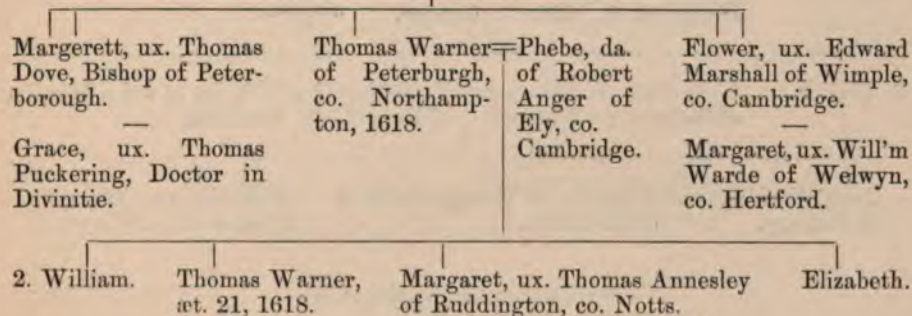 Margerett, ux. Thomas
Dove, Bishop of Peter-
borough.
—
Grace, ux. Thomas
Puckering, Doctor in
Divinitie.
Thomas Warner
of Peterburgh,
co. Northamp-
ton, 1618.
Phebe, da.
of Robert
Anger of
Ely, co.
Cambridge.
Flower, ux. Edward
Marshall of Wimple,
co. Cambridge.
—
Margaret, ux. Will'm
Warde of Welwyn,
co. Hertford.
2. William.
Thomas Warner,
æt. 21, 1618.
Margaret, ux. Thomas Annesley
of Ruddington, co. Notts.
Elizabeth.